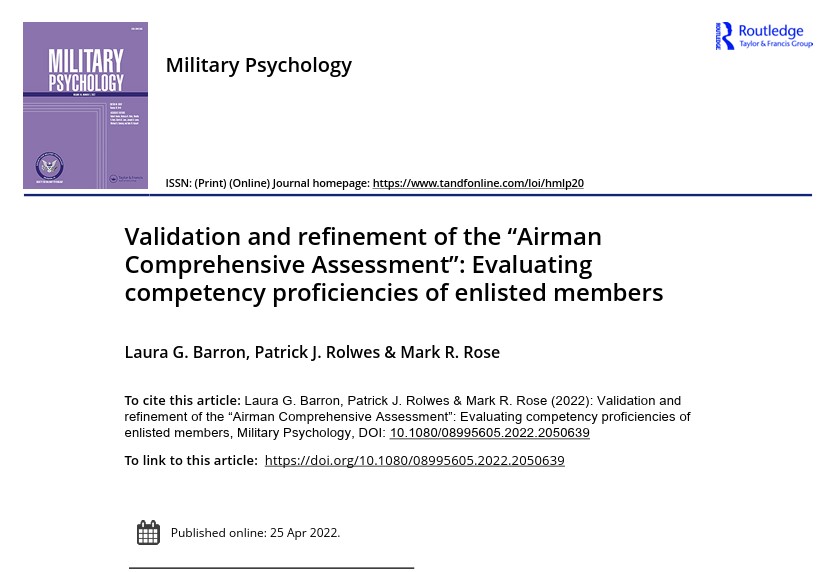 MILITARY
PSYCHOLOGY
Military Psychology
ROUTLEDGE
Routledge
Taylor & Francis Group
ISSN: (Print) (Online) Journal homepage: https://www.tandfonline.com/loi/hmlp20
Validation and refinement of the “Airman
Comprehensive Assessment”: Evaluating
competency proficiencies of enlisted members
Laura G. Barron, Patrick J. Rolwes & Mark R. Rose
To cite this article: Laura G. Barron, Patrick J. Rolwes & Mark R. Rose (2022): Validation and
refinement of the “Airman Comprehensive Assessment”: Evaluating competency proficiencies of
enlisted members, Military Psychology, DOI: 10.1080/08995605.2022.2050639
To link to this article: https://doi.org/10.1080/08995605.2022.2050639
Published online: 25 Apr 2022.